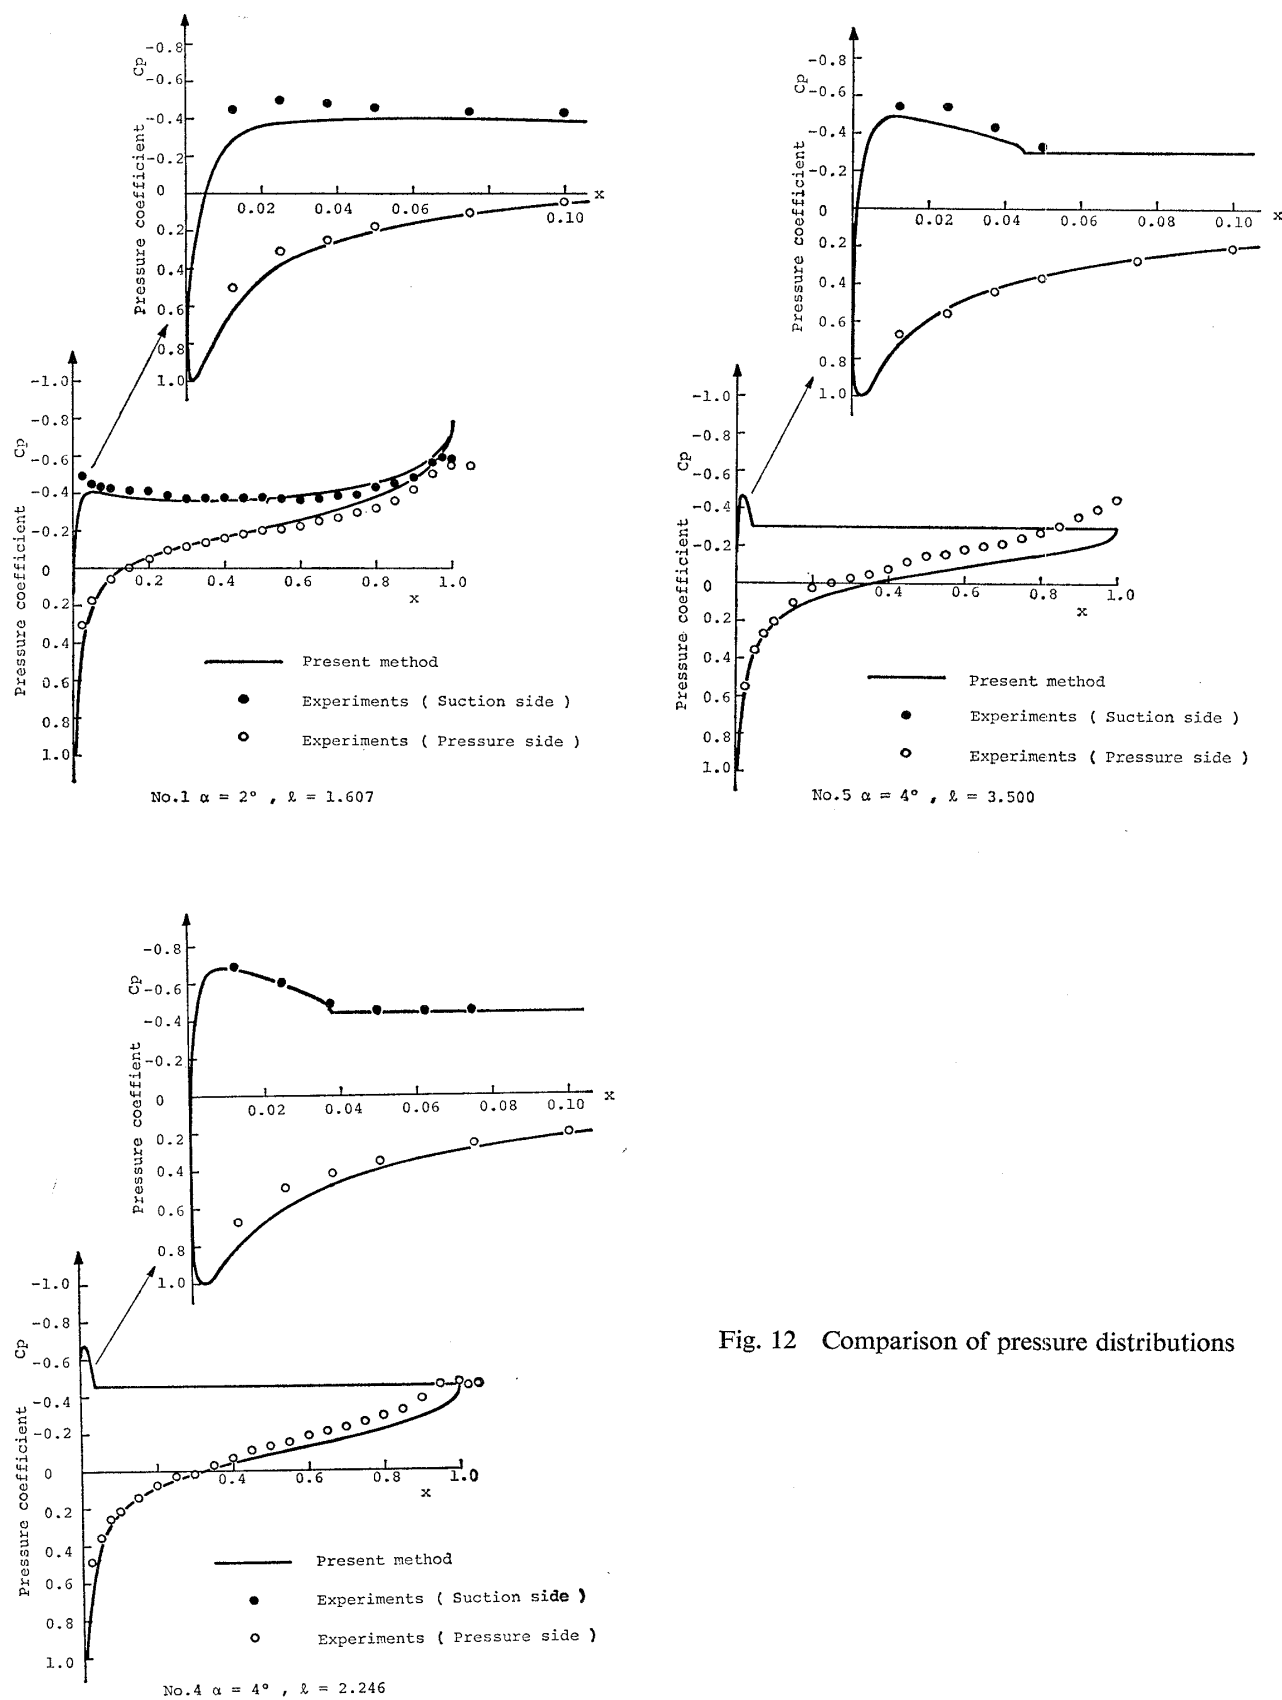 -0.8
Cp
-0.6
-0.4
-0.2
0
0.02
0.04
0.06
0.10
x
0.2
0.4
0.6
0.8
1.0
Pressure coefficient
-1.0
-0.8
Cp
-0.6
-0.4
-0.2
0
0.2
0.4
0.6
0.8
1.0
x
0.2
0.4
0.6
0.8
1.0
Pressure coefficient
Present method
Experiments ( Suction side )
Experiments ( Pressure side )
No.1 α = 2° , ℓ = 1.607
-0.8
Cp
-0.6
-0.4
-0.2
0
0.02
0.04
0.06
0.08
0.10
x
0.2
0.4
0.6
0.8
1.0
Pressure coefficient
-1.0
-0.8
Cp
-0.6
-0.4
-0.2
0
0.4
0.6
0.8
1.0
x
0.2
0.4
0.6
0.8
1.0
Pressure coefficient
Present method
Experiments ( Suction side )
Experiments ( Pressure side )
No.5 α = 4° , ℓ = 3.500
-0.8
Cp
-0.6
-0.4
-0.2
0
0.02
0.04
0.06
0.08
0.10
x
0.2
0.4
0.6
0.8
1.0
Pressure coeffient
-1.0
-0.8
Cp
-0.6
-0.4
-0.2
0
0.4
0.6
0.8
1.0
x
0.2
0.4
0.6
0.8
1.0
Pressure coefficient
Present method
Experiments ( Suction side )
Experiments ( Pressure side )
No.4 α = 4° , ℓ = 2.246
Fig. 12 Comparison of pressure distributions